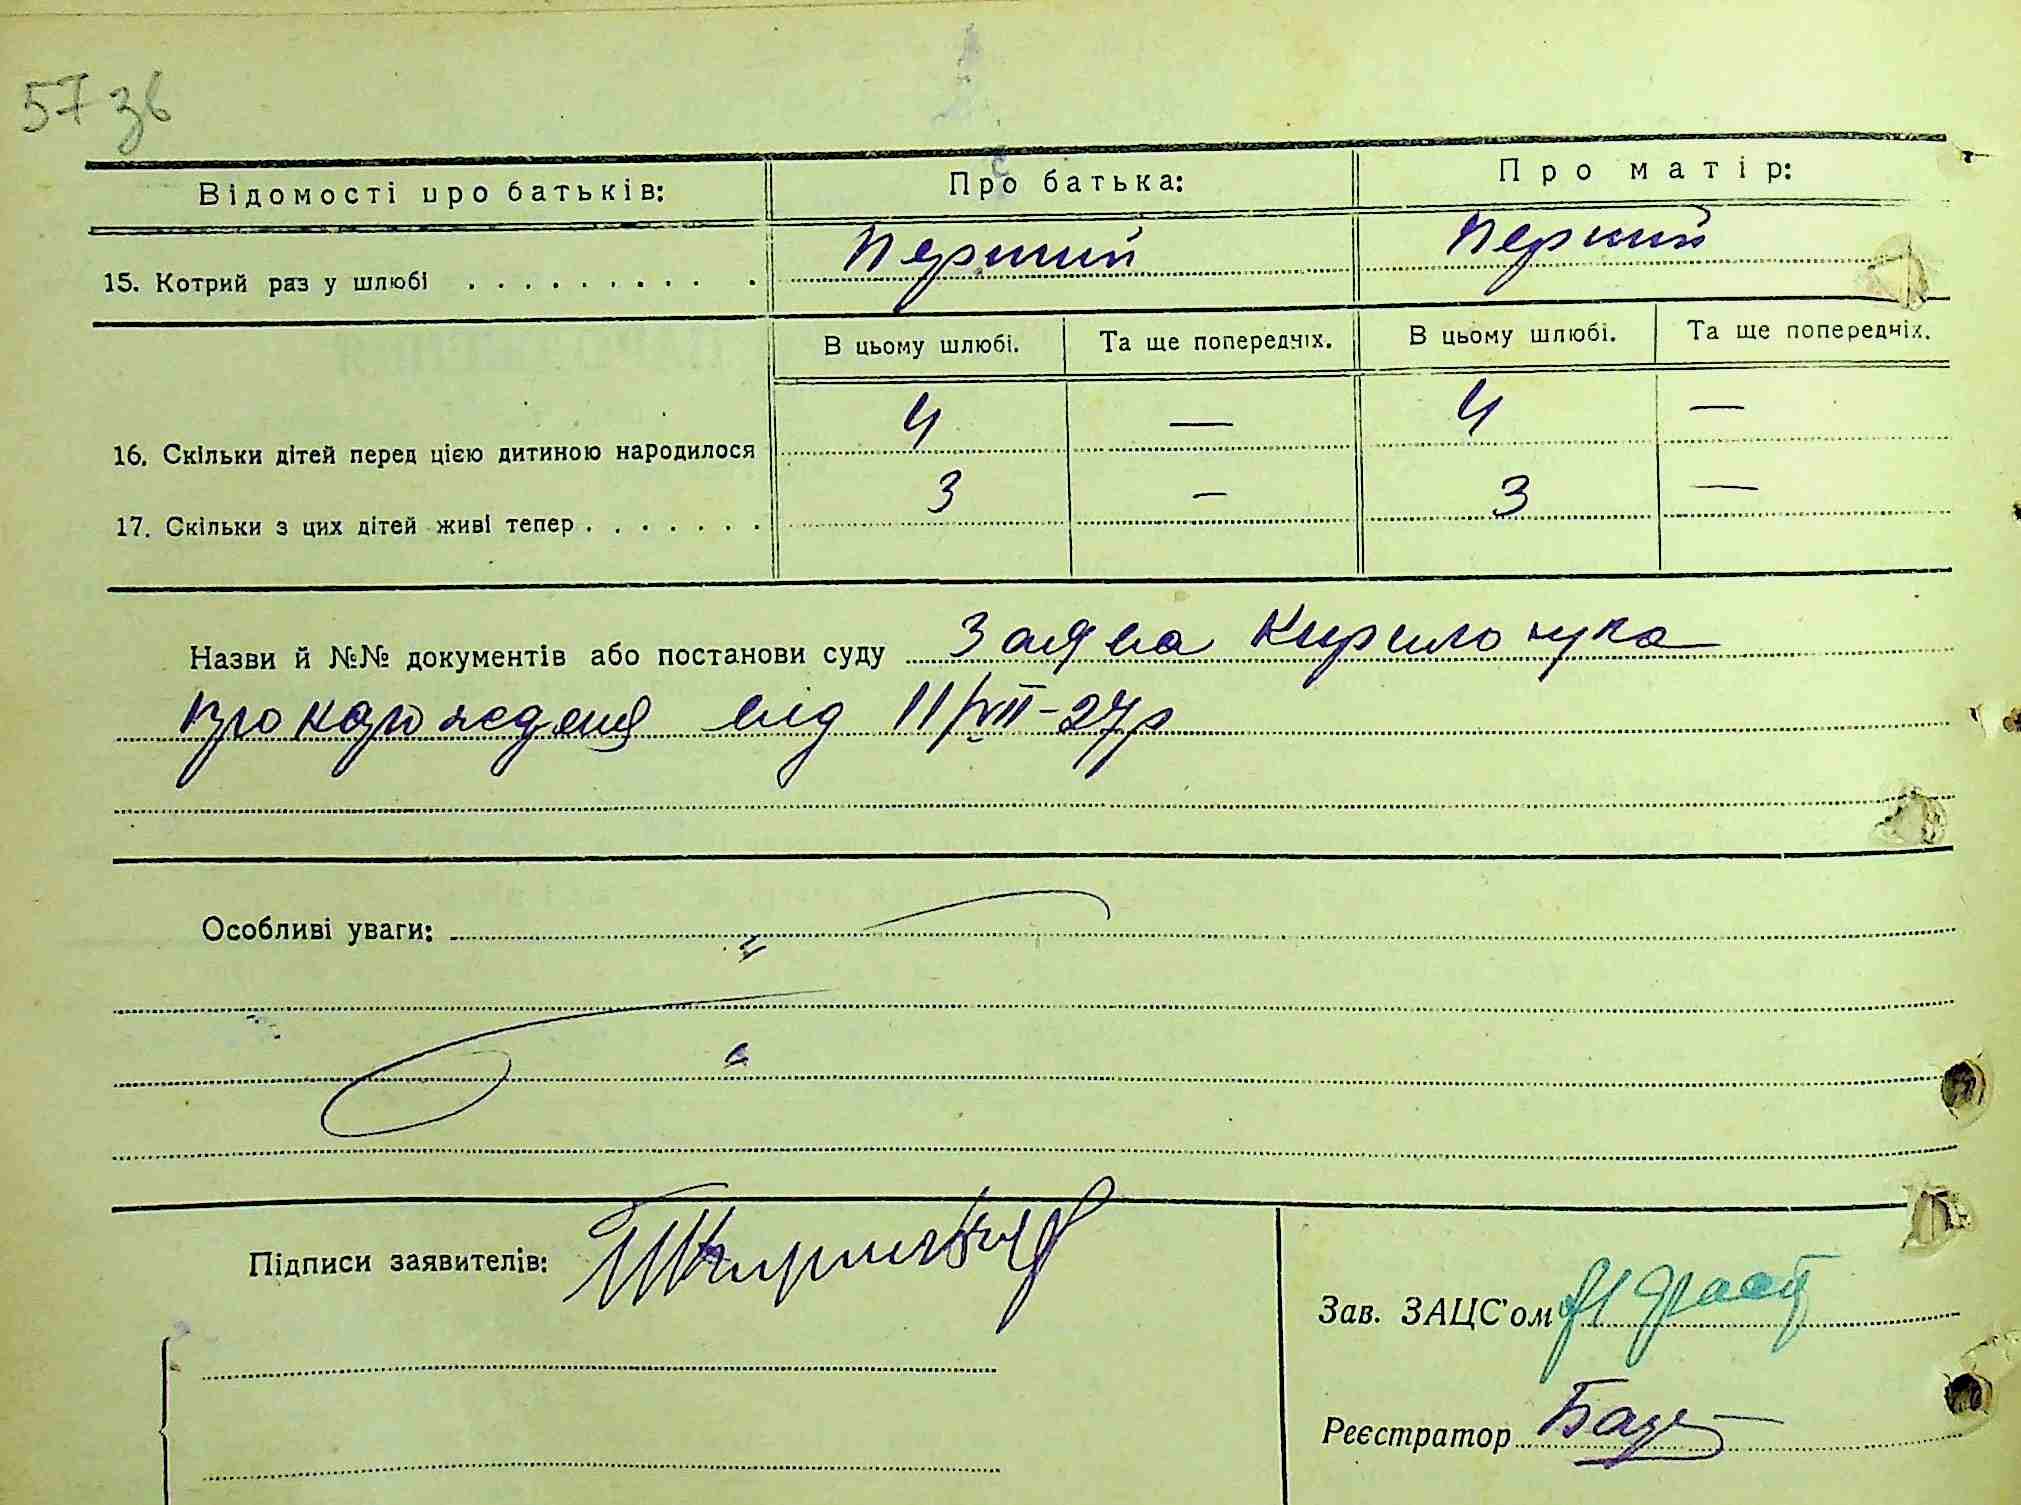 57 зв
Відомості про батьків: Про батька: Про матір:
15. Котрий раз у шлюбі Перший Перший
В цьому шлюбі. Та ще попередніх. В цьому шлюбі. Та ще попередніх.
16. Скільки дітей перед цією дитиною народилося 4 — 4 —
17. Скільки з цих дітей живі тепер 3 — 3 —
Назви й №№ документів або постанови суду Заява Кирилочука
про народження від 11/VII-27р
Особливі уваги:
Підписи заявителів:
Зав. ЗАЦС'ом
Реєстратор